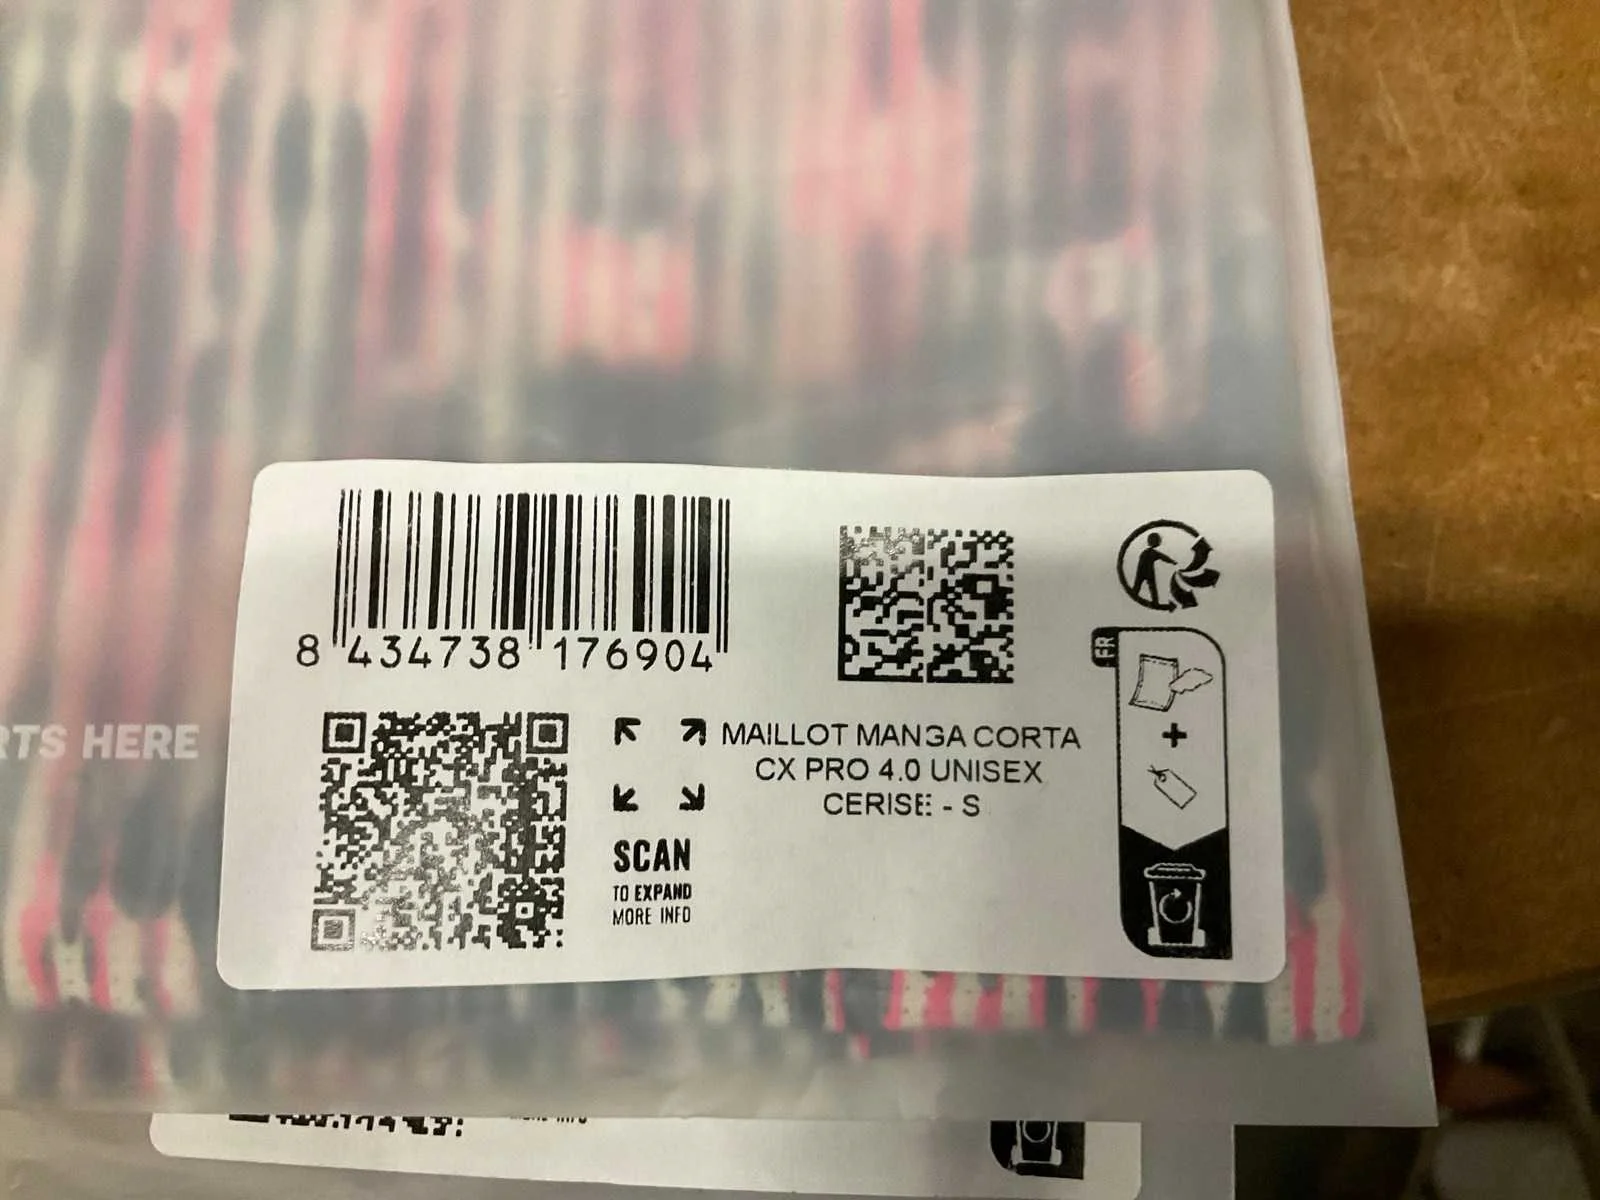 8 434738 176904
RTS HERE
SCAN
TO EXPAND
MORE INFO
MAILLOT MANGA CORTA
CX PRO 4.0 UNISEX
CERISE - S
FR